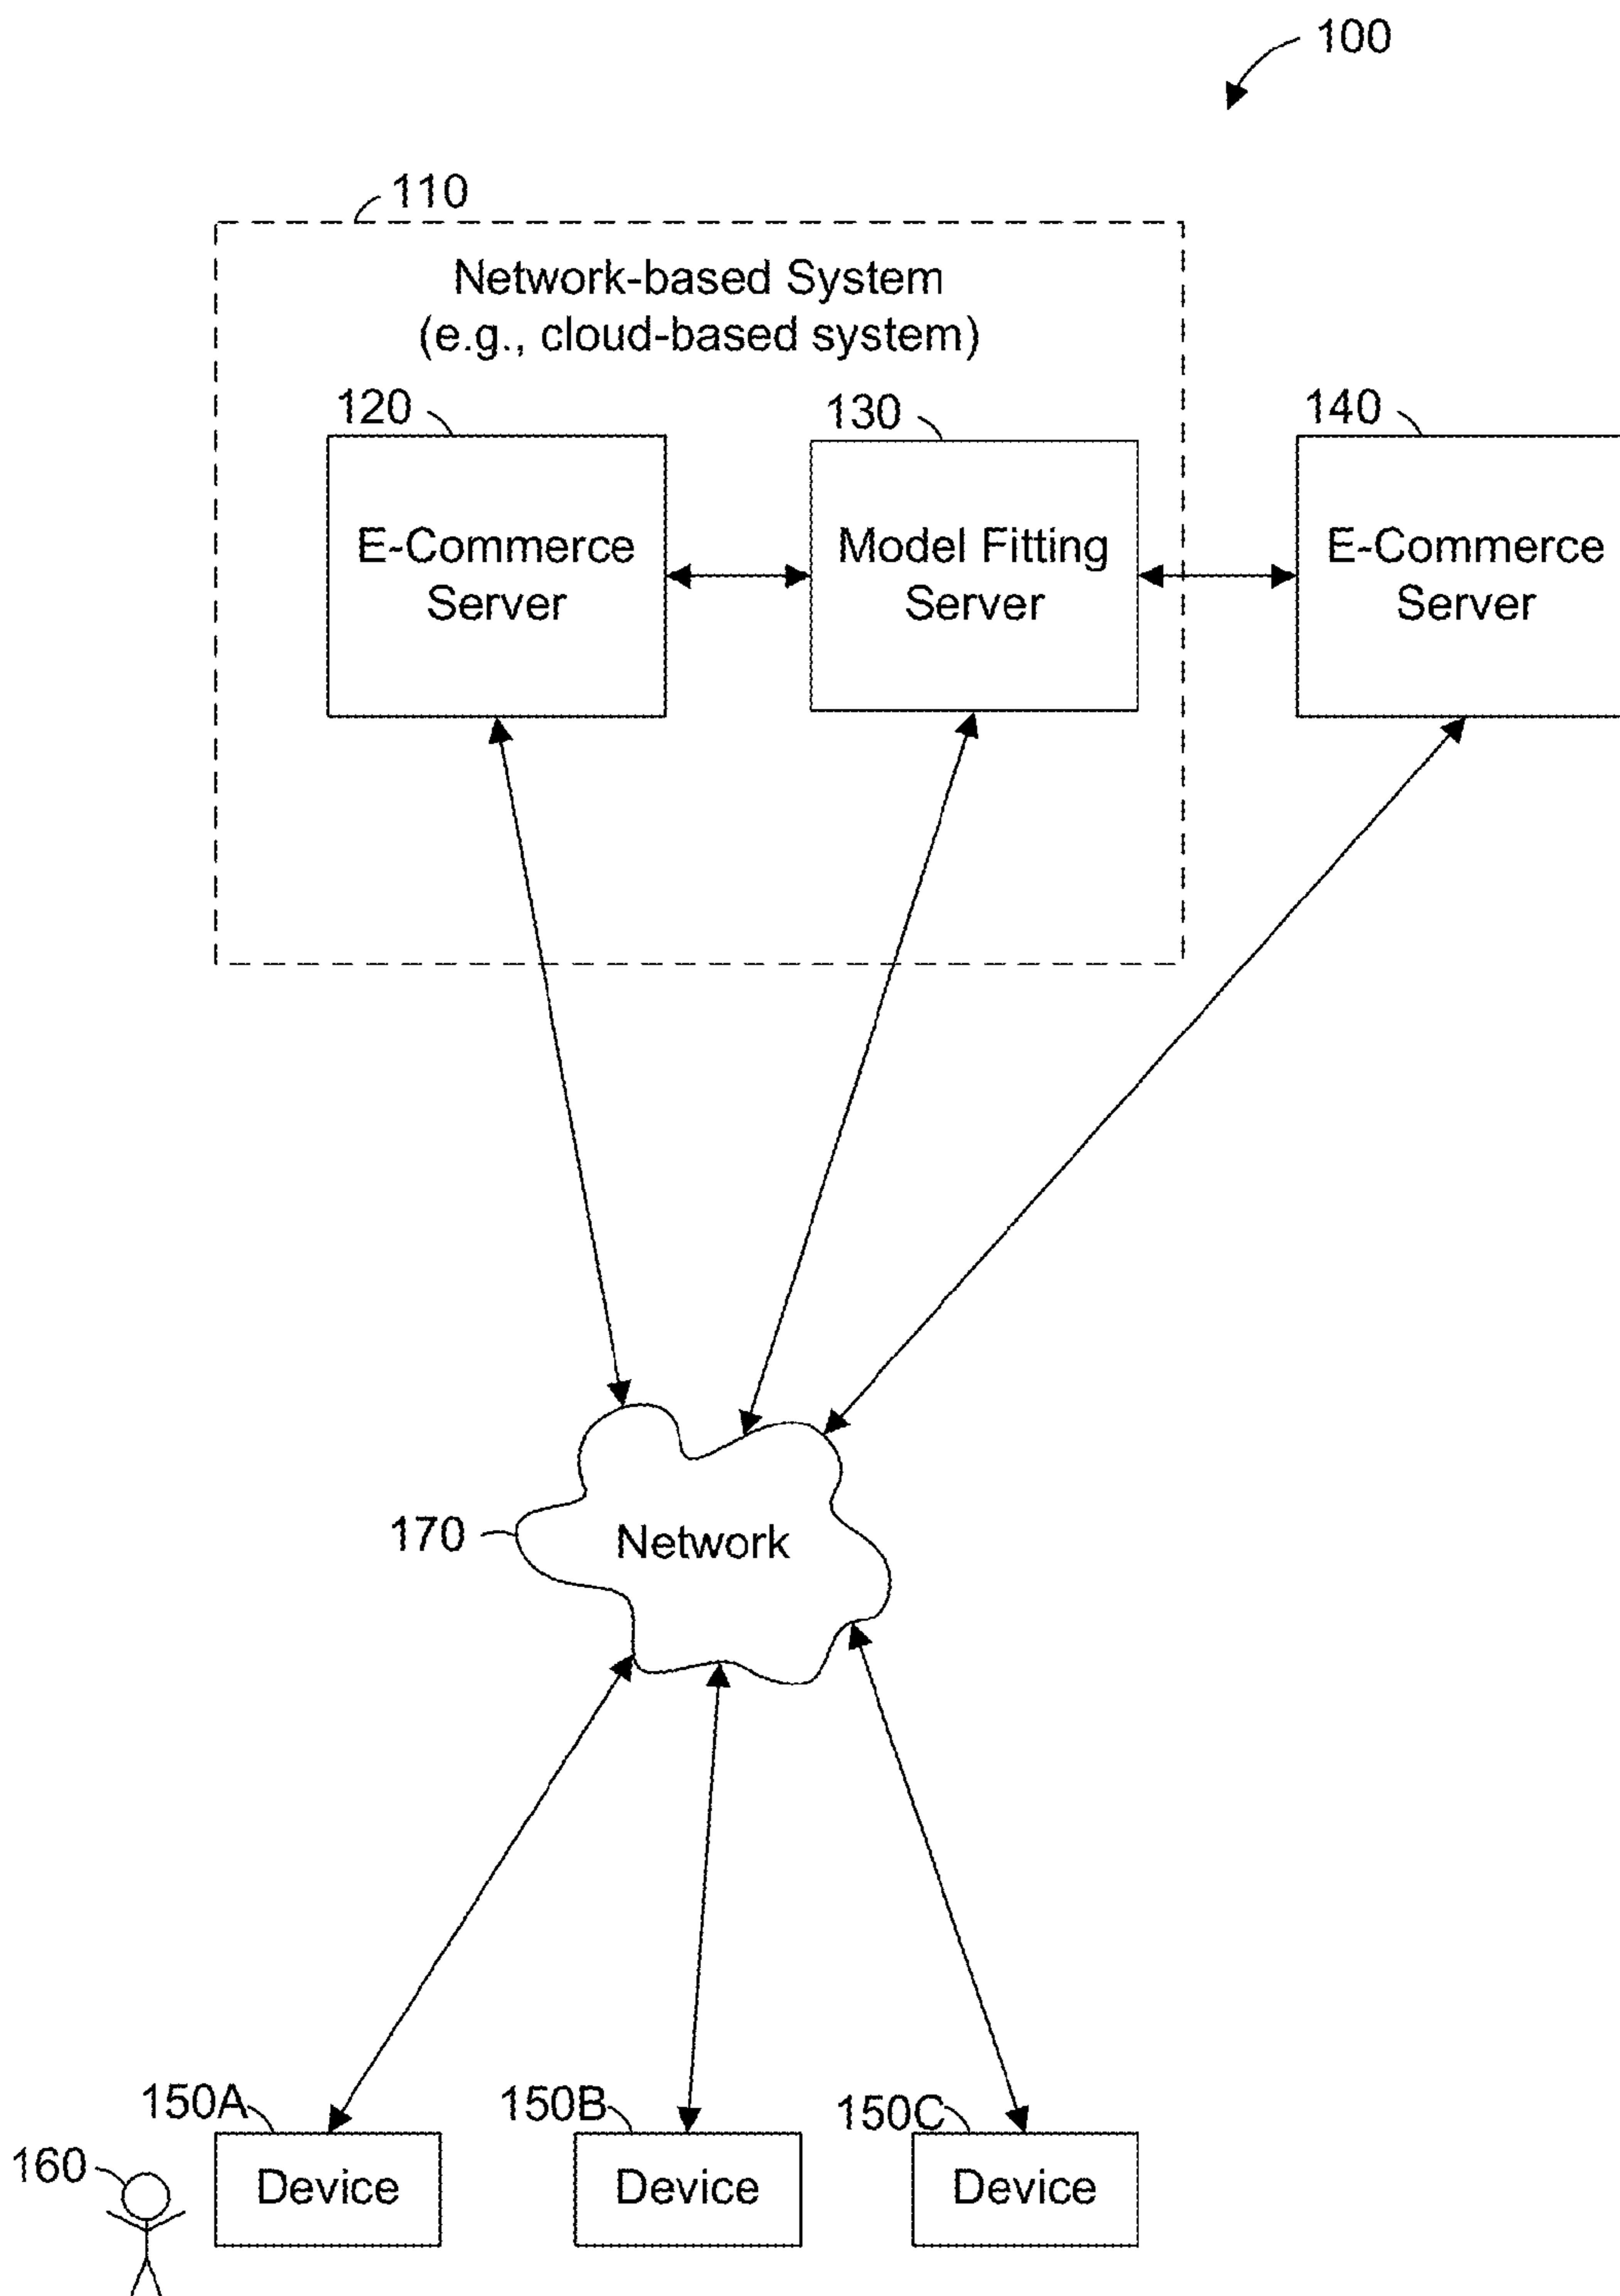 100
110
Network-based System
(e.g., cloud-based system)
120
130
140
E-Commerce
Server
Model Fitting
Server
E-Commerce
Server
170
Network
150A
150B
150C
160
Device
Device
Device